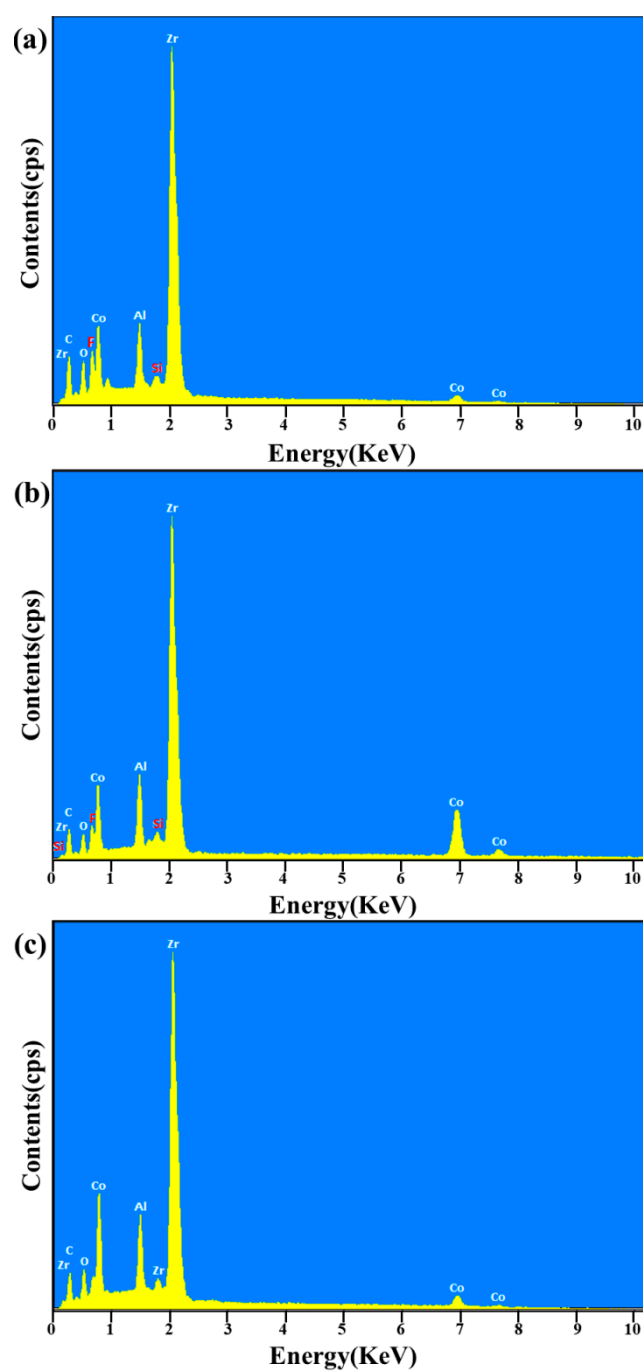 (a)
Contents(cps)
Zr
Co
Al
C
F
Zr
O
Si
Co
Co
0 1 2 3 4 5 6 7 8 9 10
Energy(KeV)
(b)
Contents(cps)
Zr
Co
Al
C
F
Zr
O
Si
Si
Co
Co
0 1 2 3 4 5 6 7 8 9 10
Energy(KeV)
(c)
Contents(cps)
Zr
Co
Al
C
Zr
O
Zr
Co
Co
0 1 2 3 4 5 6 7 8 9 10
Energy(KeV)